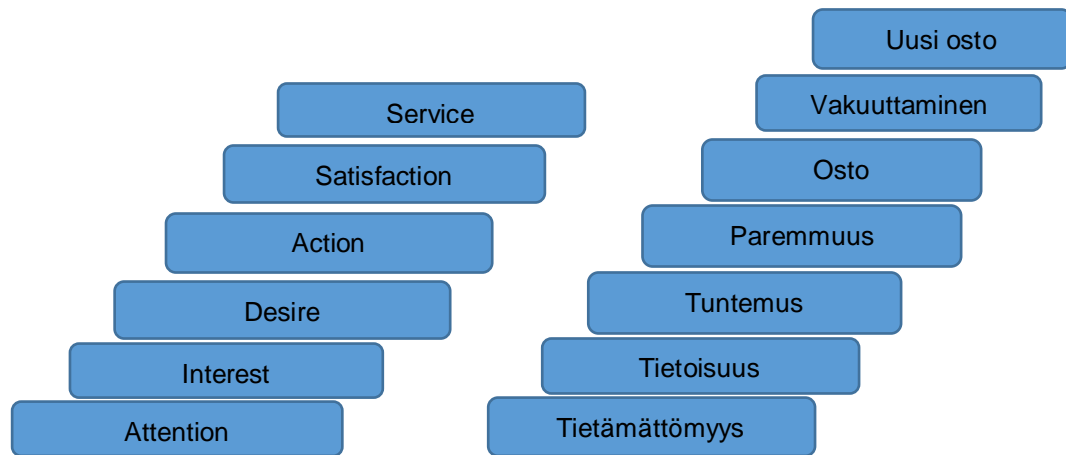 Service
Satisfaction
Action
Desire
Interest
Attention
Uusi osto
Vakuuttaminen
Osto
Paremmuus
Tuntemus
Tietoisuus
Tietämättömyys